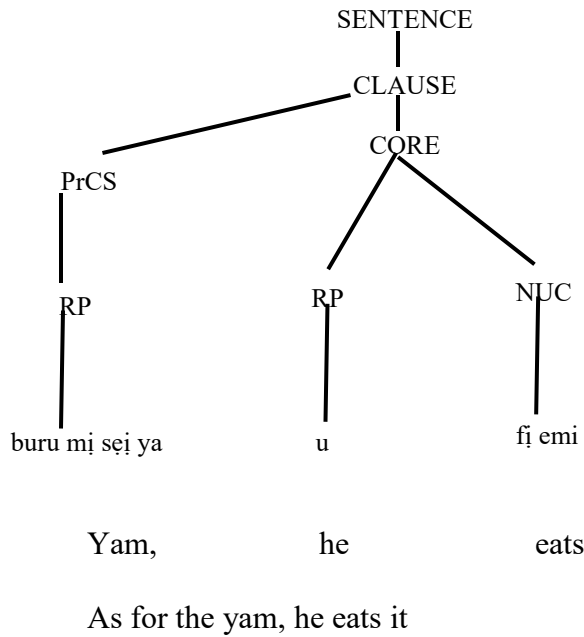 SENTENCE
CLAUSE
CORE
PrCS
RP RP NUC
buru mị sẹị ya u fị emi
Yam, he eats
As for the yam, he eats it